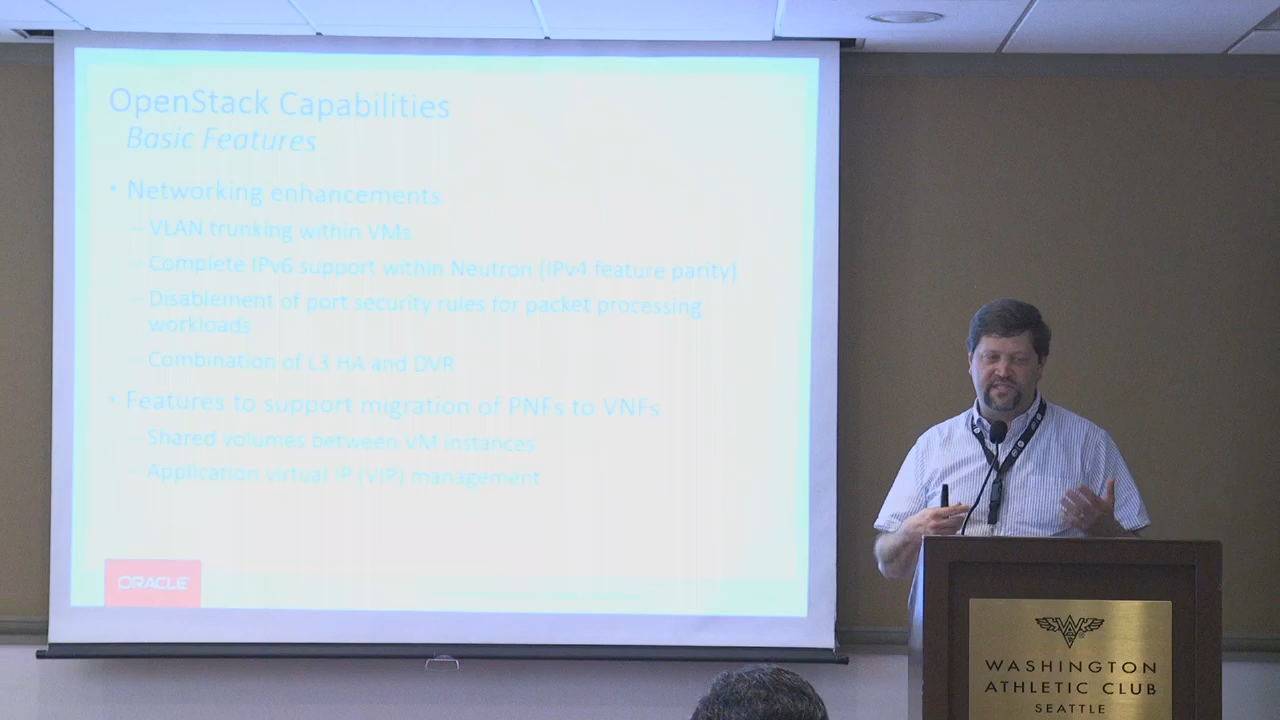 OpenStack Capabilities
Basic Features
• Networking enhancements
– VLAN trunking within VMs
– Complete IPv6 support within Neutron (IPv4 feature parity)
– Disablement of port security rules for packet processing
workloads
– Combination of L3 HA and DVR
• Features to support migration of PNFs to VNFs
– Shared volumes between VM instances
– Application virtual IP (VIP) management
ORACLE
WASHINGTON
ATHLETIC CLUB
SEATTLE